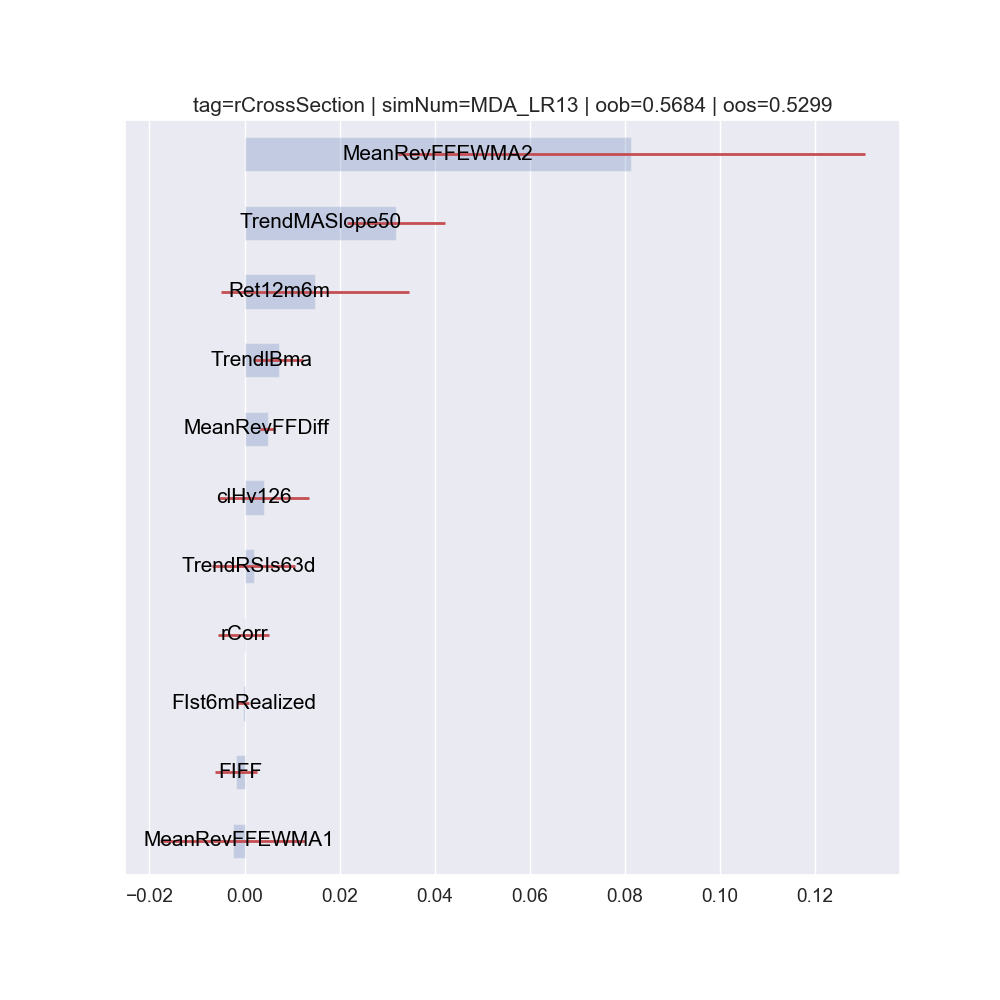 tag=rCrossSection | simNum=MDA_LR13 | oob=0.5684 | oos=0.5299
MeanRevFFEWMA2
TrendMASlope50
Ret12m6m
TrendIBma
MeanRevFFDiff
clHv126
TrendRSIs63d
rCorr
FIst6mRealized
FIFF
MeanRevFFEWMA1
−0.02 0.00 0.02 0.04 0.06 0.08 0.10 0.12